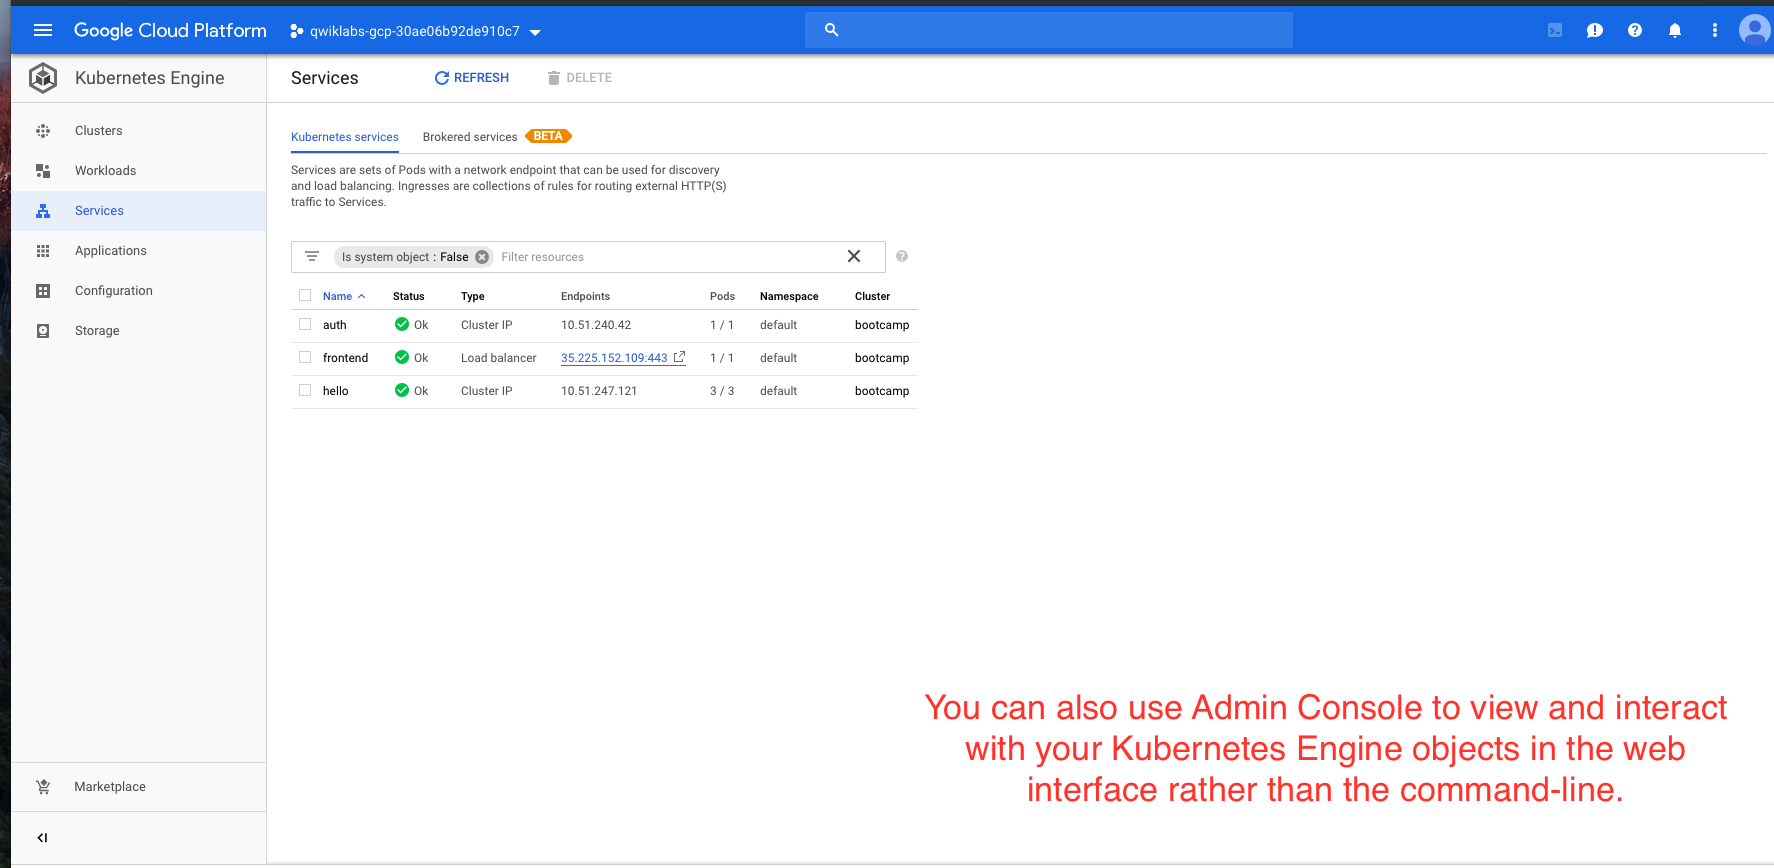 Google Cloud Platform
qwiklabs-gcp-30ae06b92de910c7
Kubernetes Engine
Services
REFRESH
DELETE
Clusters
Workloads
Services
Applications
Configuration
Storage
Marketplace
Kubernetes services
Brokered services BETA
Services are sets of Pods with a network endpoint that can be used for discovery
and load balancing. Ingresses are collections of rules for routing external HTTP(S)
traffic to Services.
Is system object : False Filter resources
Name Status Type Endpoints Pods Namespace Cluster
auth Ok Cluster IP 10.51.240.42 1 / 1 default bootcamp
frontend Ok Load balancer 35.225.152.109:443 1 / 1 default bootcamp
hello Ok Cluster IP 10.51.247.121 3 / 3 default bootcamp
You can also use Admin Console to view and interact
with your Kubernetes Engine objects in the web
interface rather than the command-line.